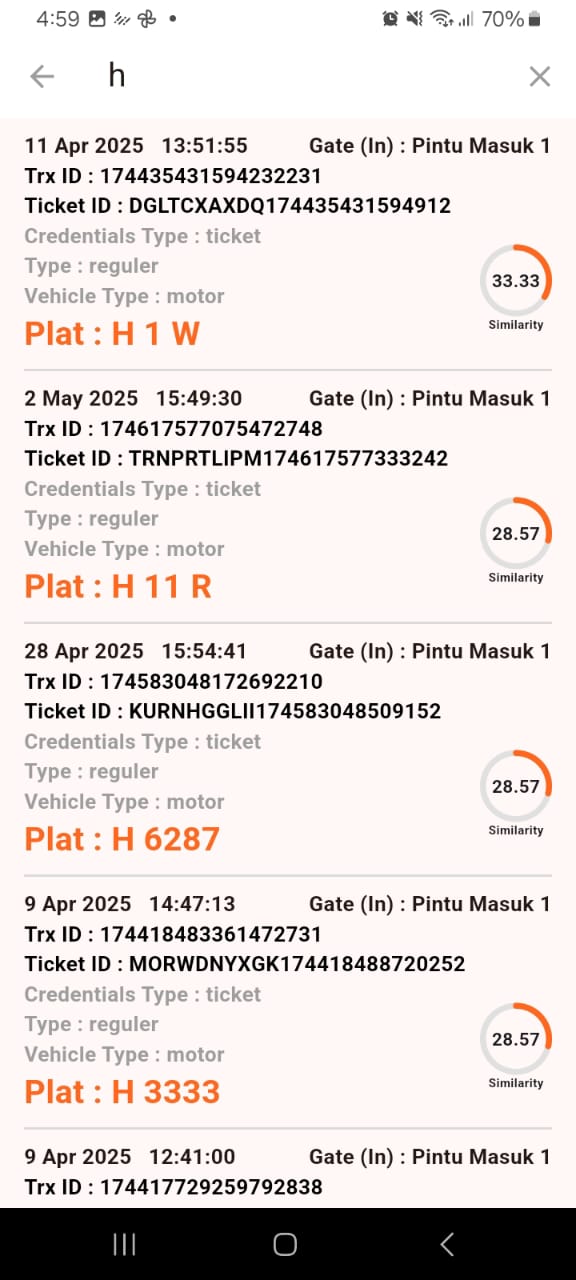 4:59 70%
h
11 Apr 2025 13:51:55 Gate (In) : Pintu Masuk 1
Trx ID : 174435431594232231
Ticket ID : DGLTCXAXDQ174435431594912
Credentials Type : ticket
Type : reguler
Vehicle Type : motor
33.33
Similarity
Plat : H 1 W
2 May 2025 15:49:30 Gate (In) : Pintu Masuk 1
Trx ID : 174617577075472748
Ticket ID : TRNPRTLIPM174617577333242
Credentials Type : ticket
Type : reguler
Vehicle Type : motor
28.57
Similarity
Plat : H 11 R
28 Apr 2025 15:54:41 Gate (In) : Pintu Masuk 1
Trx ID : 174583048172692210
Ticket ID : KURNHGGLII174583048509152
Credentials Type : ticket
Type : reguler
Vehicle Type : motor
28.57
Similarity
Plat : H 6287
9 Apr 2025 14:47:13 Gate (In) : Pintu Masuk 1
Trx ID : 174418483361472731
Ticket ID : MORWDNYXGK174418488720252
Credentials Type : ticket
Type : reguler
Vehicle Type : motor
28.57
Similarity
Plat : H 3333
9 Apr 2025 12:41:00 Gate (In) : Pintu Masuk 1
Trx ID : 174417729259792838